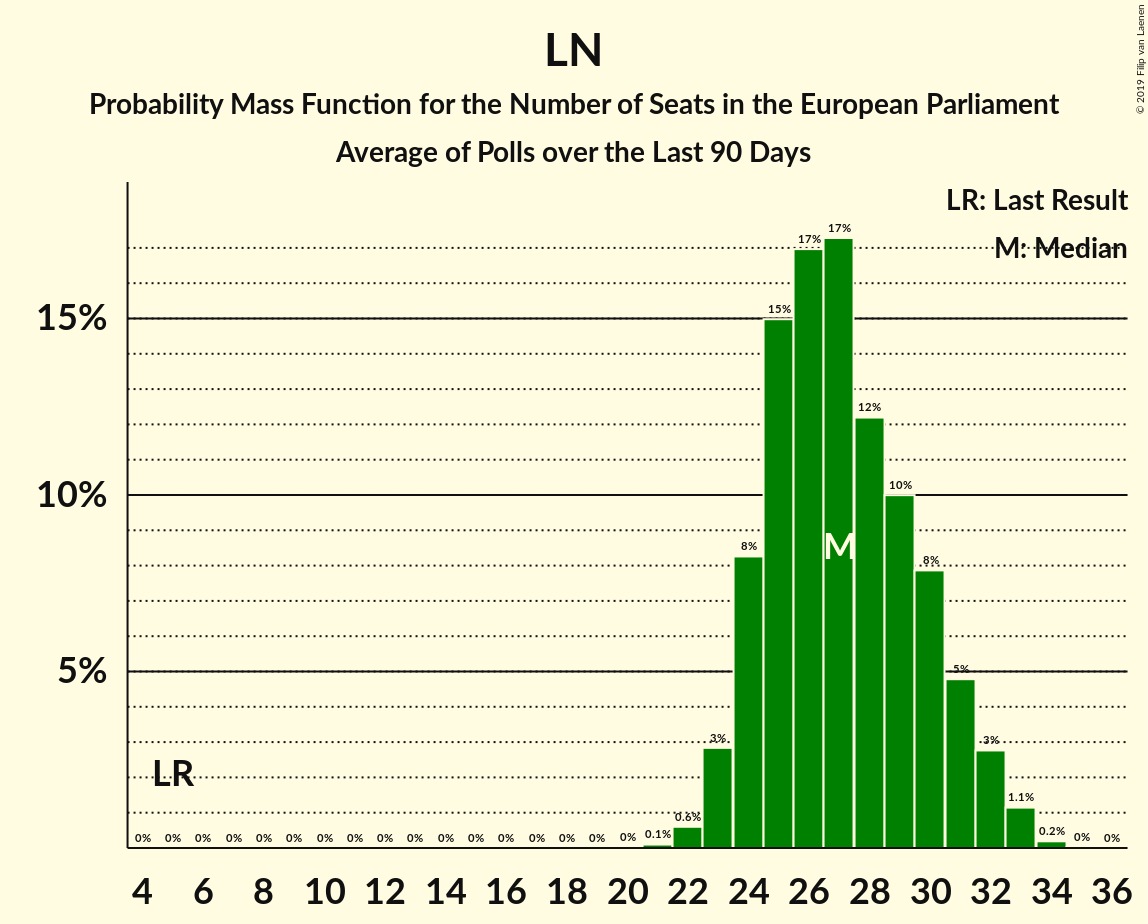 LN
Probability Mass Function for the Number of Seats in the European Parliament
Average of Polls over the Last 90 Days
© 2019 Filip van Laenen
LR: Last Result
M: Median
15%
10%
5%
0% 0% 0% 0% 0% 0% 0% 0% 0% 0% 0% 0% 0% 0% 0% 0% 0% 0.1% 0.6% 3% 8% 15% 17% 17% 12% 10% 8% 5% 3% 1.1% 0.2% 0% 0%
M
LR
4 6 8 10 12 14 16 18 20 22 24 26 28 30 32 34 36